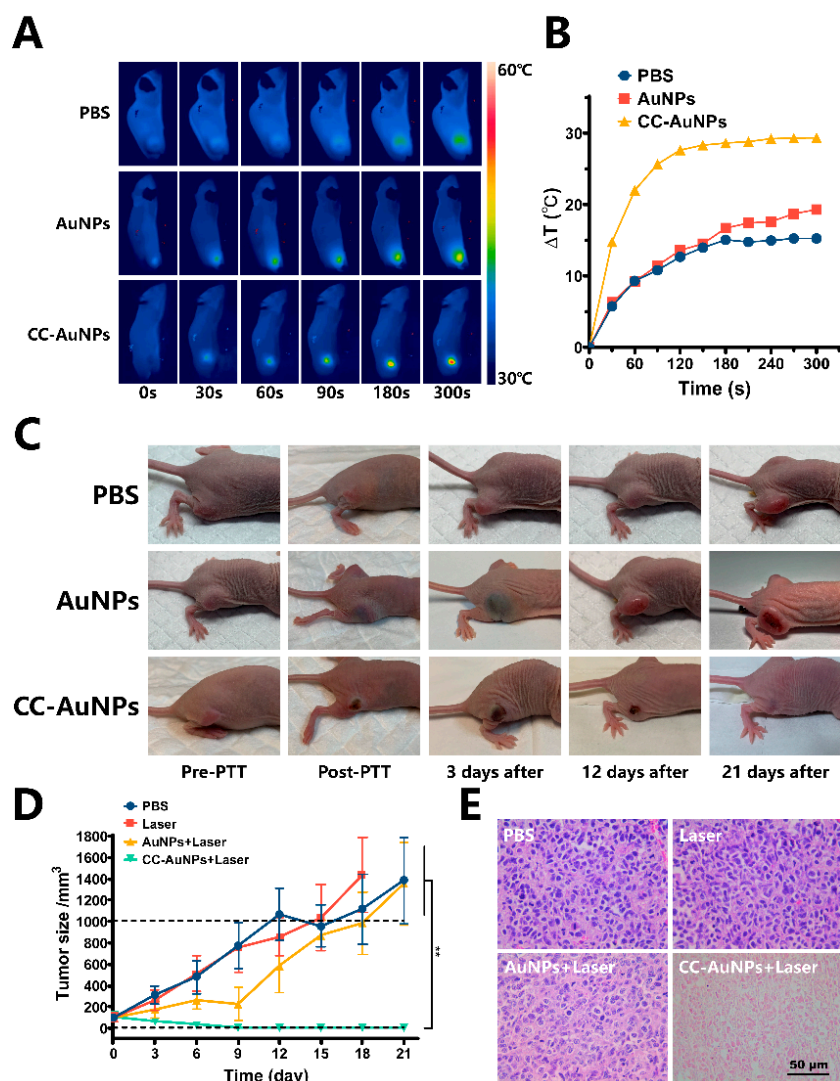 A
60℃
PBS
AuNPs
CC-AuNPs
30℃
0s 30s 60s 90s 180s 300s
B
PBS
AuNPs
CC-AuNPs
ΔT (℃)
30
20
10
0
0 60 120 180 240 300
Time (s)
C
PBS
AuNPs
CC-AuNPs
Pre-PTT Post-PTT 3 days after 12 days after 21 days after
D
PBS
Laser
AuNPs+Laser
CC-AuNPs+Laser
Tumor size /mm³
1800
1600
1400
1200
1000
800
600
400
200
0
**
0 3 6 9 12 15 18 21
Time (day)
E
PBS Laser
AuNPs+Laser CC-AuNPs+Laser
50 μm